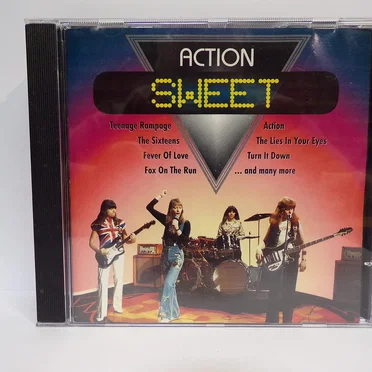 ACTION
SWEET
Teenage Rampage
The Sixteens
Fever Of Love
Fox On The Run
Action
The Lies In Your Eyes
Turn It Down
... and many more